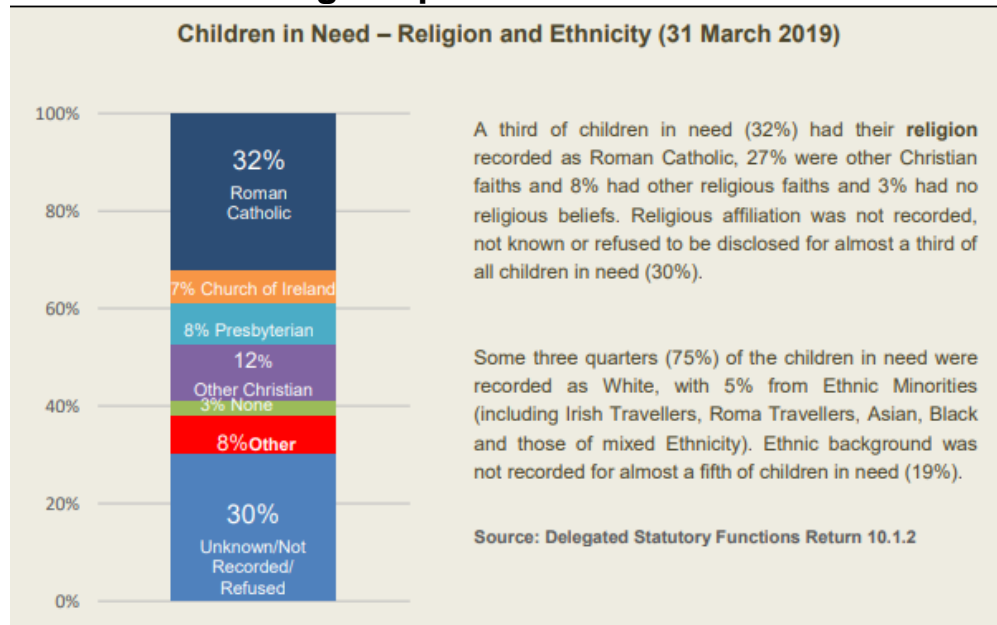 Children in Need – Religion and Ethnicity (31 March 2019)
100%
80%
60%
40%
20%
0%
32%
Roman
Catholic
7% Church of Ireland
8% Presbyterian
12%
Other Christian
3% None
8%Other
30%
Unknown/Not
Recorded/
Refused
A third of children in need (32%) had their religion
recorded as Roman Catholic, 27% were other Christian
faiths and 8% had other religious faiths and 3% had no
religious beliefs. Religious affiliation was not recorded,
not known or refused to be disclosed for almost a third of
all children in need (30%).
Some three quarters (75%) of the children in need were
recorded as White, with 5% from Ethnic Minorities
(including Irish Travellers, Roma Travellers, Asian, Black
and those of mixed Ethnicity). Ethnic background was
not recorded for almost a fifth of children in need (19%).
Source: Delegated Statutory Functions Return 10.1.2